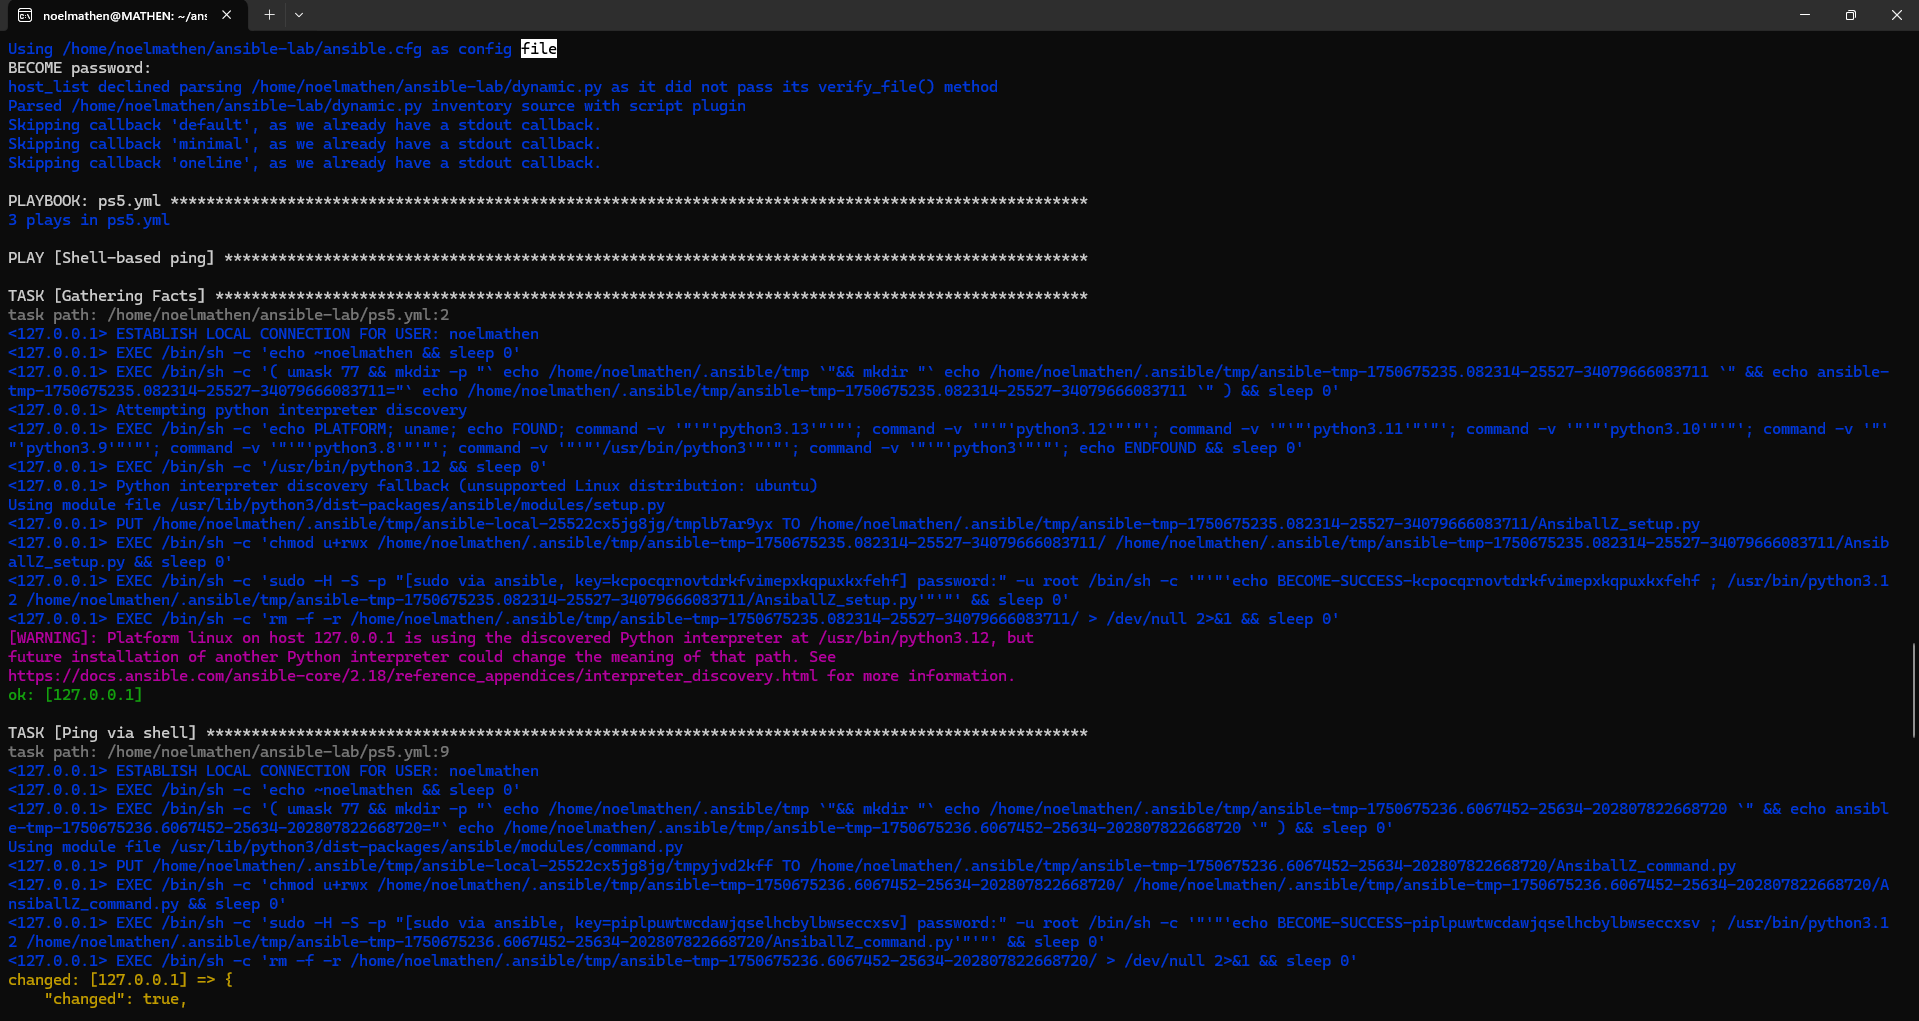 noelmathen@MATHEN: ~/ans
Using /home/noelmathen/ansible-lab/ansible.cfg as config file
BECOME password:
host_list declined parsing /home/noelmathen/ansible-lab/dynamic.py as it did not pass its verify_file() method
Parsed /home/noelmathen/ansible-lab/dynamic.py inventory source with script plugin
Skipping callback 'default', as we already have a stdout callback.
Skipping callback 'minimal', as we already have a stdout callback.
Skipping callback 'oneline', as we already have a stdout callback.
PLAYBOOK: ps5.yml ******************************************************************************************************
3 plays in ps5.yml
PLAY [Shell-based ping] ************************************************************************************************
TASK [Gathering Facts] *************************************************************************************************
task path: /home/noelmathen/ansible-lab/ps5.yml:2
<127.0.0.1> ESTABLISH LOCAL CONNECTION FOR USER: noelmathen
<127.0.0.1> EXEC /bin/sh -c 'echo ~noelmathen && sleep 0'
<127.0.0.1> EXEC /bin/sh -c '( umask 77 && mkdir -p "` echo /home/noelmathen/.ansible/tmp `"&& mkdir "` echo /home/noelmathen/.ansible/tmp/ansible-tmp-1750675235.082314-25527-34079666083711 `" && echo ansible-
tmp-1750675235.082314-25527-34079666083711="` echo /home/noelmathen/.ansible/tmp/ansible-tmp-1750675235.082314-25527-34079666083711 `" ) && sleep 0'
<127.0.0.1> Attempting python interpreter discovery
<127.0.0.1> EXEC /bin/sh -c 'echo PLATFORM; uname; echo FOUND; command -v '"'"'python3.13'"'"'; command -v '"'"'python3.12'"'"'; command -v '"'"'python3.11'"'"'; command -v '"'"'python3.10'"'"'; command -v '"'
"'python3.9'"'"'; command -v '"'"'python3.8'"'"'; command -v '"'"'/usr/bin/python3'"'"'; command -v '"'"'python3'"'"'; echo ENDFOUND && sleep 0'
<127.0.0.1> EXEC /bin/sh -c '/usr/bin/python3.12 && sleep 0'
<127.0.0.1> Python interpreter discovery fallback (unsupported Linux distribution: ubuntu)
Using module file /usr/lib/python3/dist-packages/ansible/modules/setup.py
<127.0.0.1> PUT /home/noelmathen/.ansible/tmp/ansible-local-25522cx5jg8jg/tmplb7ar9yx TO /home/noelmathen/.ansible/tmp/ansible-tmp-1750675235.082314-25527-34079666083711/AnsiballZ_setup.py
<127.0.0.1> EXEC /bin/sh -c 'chmod u+rwx /home/noelmathen/.ansible/tmp/ansible-tmp-1750675235.082314-25527-34079666083711/ /home/noelmathen/.ansible/tmp/ansible-tmp-1750675235.082314-25527-34079666083711/Ansib
allZ_setup.py && sleep 0'
<127.0.0.1> EXEC /bin/sh -c 'sudo -H -S -p "[sudo via ansible, key=kcpocqrnovtdrkfvimepxkqpuxkxfehf] password:" -u root /bin/sh -c '"'"'echo BECOME-SUCCESS-kcpocqrnovtdrkfvimepxkqpuxkxfehf ; /usr/bin/python3.1
2 /home/noelmathen/.ansible/tmp/ansible-tmp-1750675235.082314-25527-34079666083711/AnsiballZ_setup.py'"'"' && sleep 0'
<127.0.0.1> EXEC /bin/sh -c 'rm -f -r /home/noelmathen/.ansible/tmp/ansible-tmp-1750675235.082314-25527-34079666083711/ > /dev/null 2>&1 && sleep 0'
[WARNING]: Platform linux on host 127.0.0.1 is using the discovered Python interpreter at /usr/bin/python3.12, but
future installation of another Python interpreter could change the meaning of that path. See
https://docs.ansible.com/ansible-core/2.18/reference_appendices/interpreter_discovery.html for more information.
ok: [127.0.0.1]
TASK [Ping via shell] **************************************************************************************************
task path: /home/noelmathen/ansible-lab/ps5.yml:9
<127.0.0.1> ESTABLISH LOCAL CONNECTION FOR USER: noelmathen
<127.0.0.1> EXEC /bin/sh -c 'echo ~noelmathen && sleep 0'
<127.0.0.1> EXEC /bin/sh -c '( umask 77 && mkdir -p "` echo /home/noelmathen/.ansible/tmp `"&& mkdir "` echo /home/noelmathen/.ansible/tmp/ansible-tmp-1750675236.6067452-25634-202807822668720 `" && echo ansibl
e-tmp-1750675236.6067452-25634-202807822668720="` echo /home/noelmathen/.ansible/tmp/ansible-tmp-1750675236.6067452-25634-202807822668720 `" ) && sleep 0'
Using module file /usr/lib/python3/dist-packages/ansible/modules/command.py
<127.0.0.1> PUT /home/noelmathen/.ansible/tmp/ansible-local-25522cx5jg8jg/tmpyjvd2kff TO /home/noelmathen/.ansible/tmp/ansible-tmp-1750675236.6067452-25634-202807822668720/AnsiballZ_command.py
<127.0.0.1> EXEC /bin/sh -c 'chmod u+rwx /home/noelmathen/.ansible/tmp/ansible-tmp-1750675236.6067452-25634-202807822668720/ /home/noelmathen/.ansible/tmp/ansible-tmp-1750675236.6067452-25634-202807822668720/A
nsiballZ_command.py && sleep 0'
<127.0.0.1> EXEC /bin/sh -c 'sudo -H -S -p "[sudo via ansible, key=piplpuwtwcdawjqselhcbylbwseccxsv] password:" -u root /bin/sh -c '"'"'echo BECOME-SUCCESS-piplpuwtwcdawjqselhcbylbwseccxsv ; /usr/bin/python3.1
2 /home/noelmathen/.ansible/tmp/ansible-tmp-1750675236.6067452-25634-202807822668720/AnsiballZ_command.py'"'"' && sleep 0'
<127.0.0.1> EXEC /bin/sh -c 'rm -f -r /home/noelmathen/.ansible/tmp/ansible-tmp-1750675236.6067452-25634-202807822668720/ > /dev/null 2>&1 && sleep 0'
changed: [127.0.0.1] => {
    "changed": true,